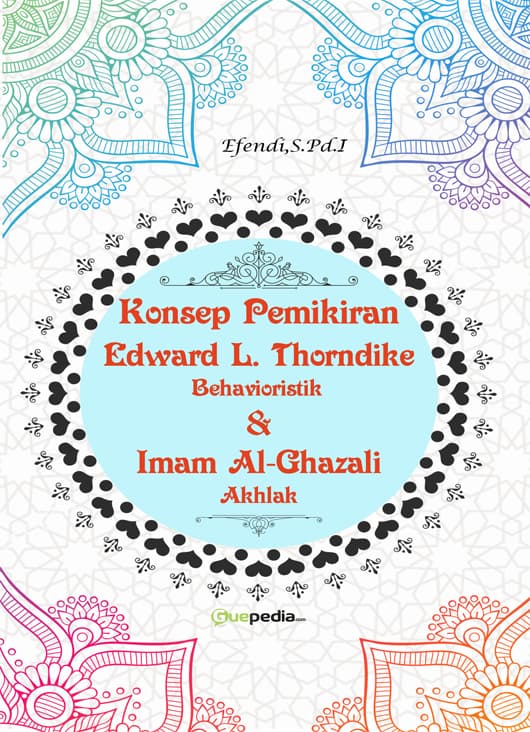 Efendi,S.Pd.I
Konsep Pemikiran
Edward L. Thorndike
Behavioristik
&
Imam Al-Ghazali
Akhlak
Guepedia.com